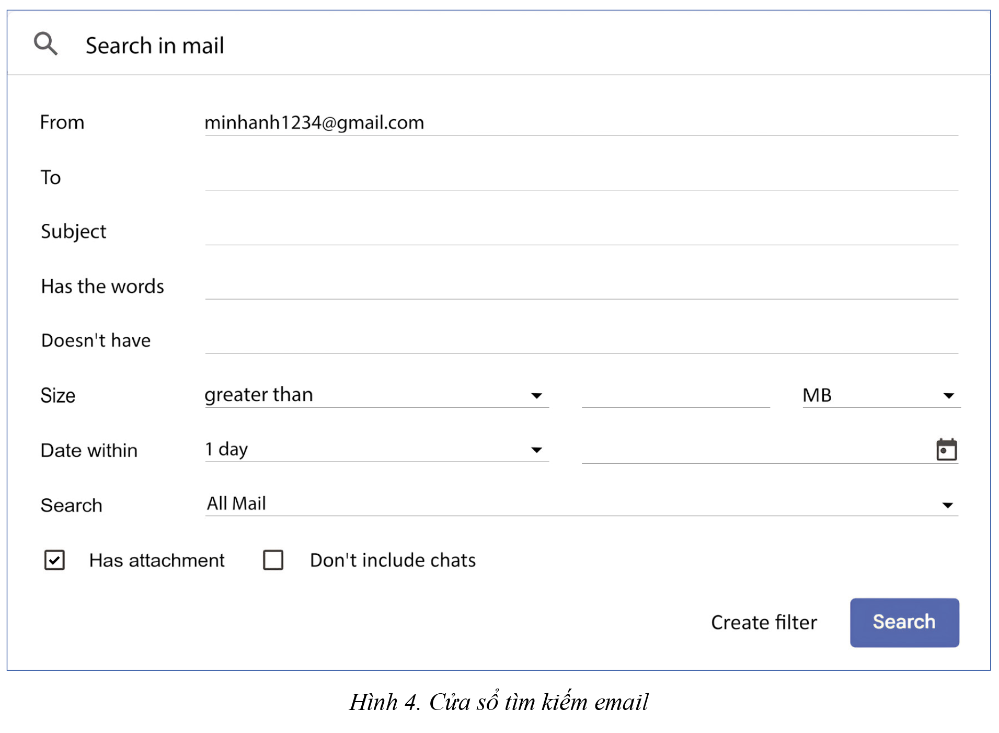 Search in mail
From minhanh1234@gmail.com
To
Subject
Has the words
Doesn't have
Size greater than MB
Date within 1 day
Search All Mail
Has attachment Don't include chats
Create filter Search
Hình 4. Cửa sổ tìm kiếm email